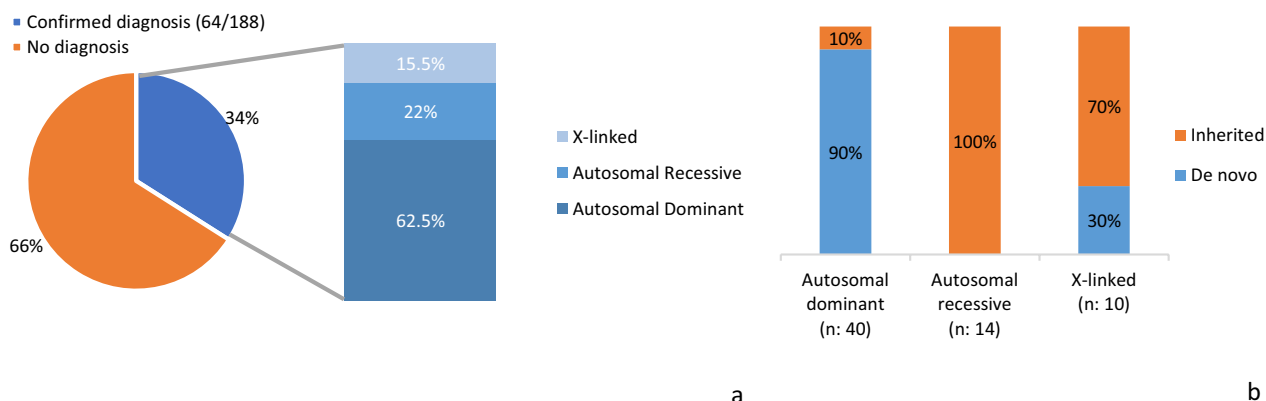 Confirmed diagnosis (64/188)
No diagnosis
34%
66%
15.5%
22%
62.5%
X-linked
Autosomal Recessive
Autosomal Dominant
a
10%
90%
100%
70%
30%
Inherited
De novo
Autosomal
dominant
(n: 40)
Autosomal
recessive
(n: 14)
X-linked
(n: 10)
b